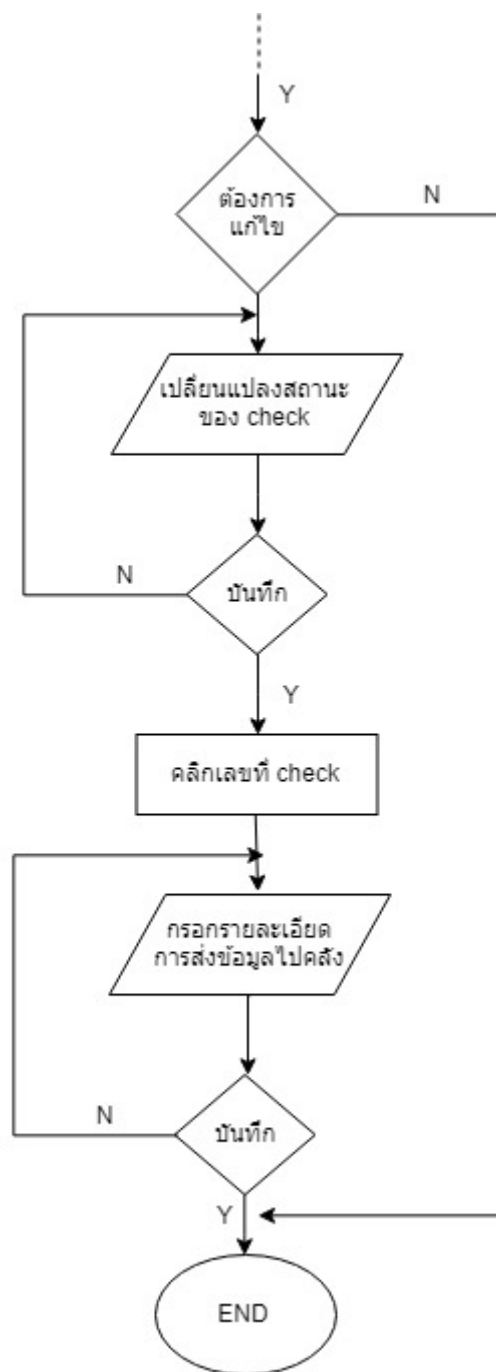 Y
ต้องการ
แก้ไข
N
เปลี่ยนแปลงสถานะ
ของ check
N
บันทึก
Y
คลิกเลขที่ check
กรอกรายละเอียด
การส่งข้อมูลไปคลัง
N
บันทึก
Y
END